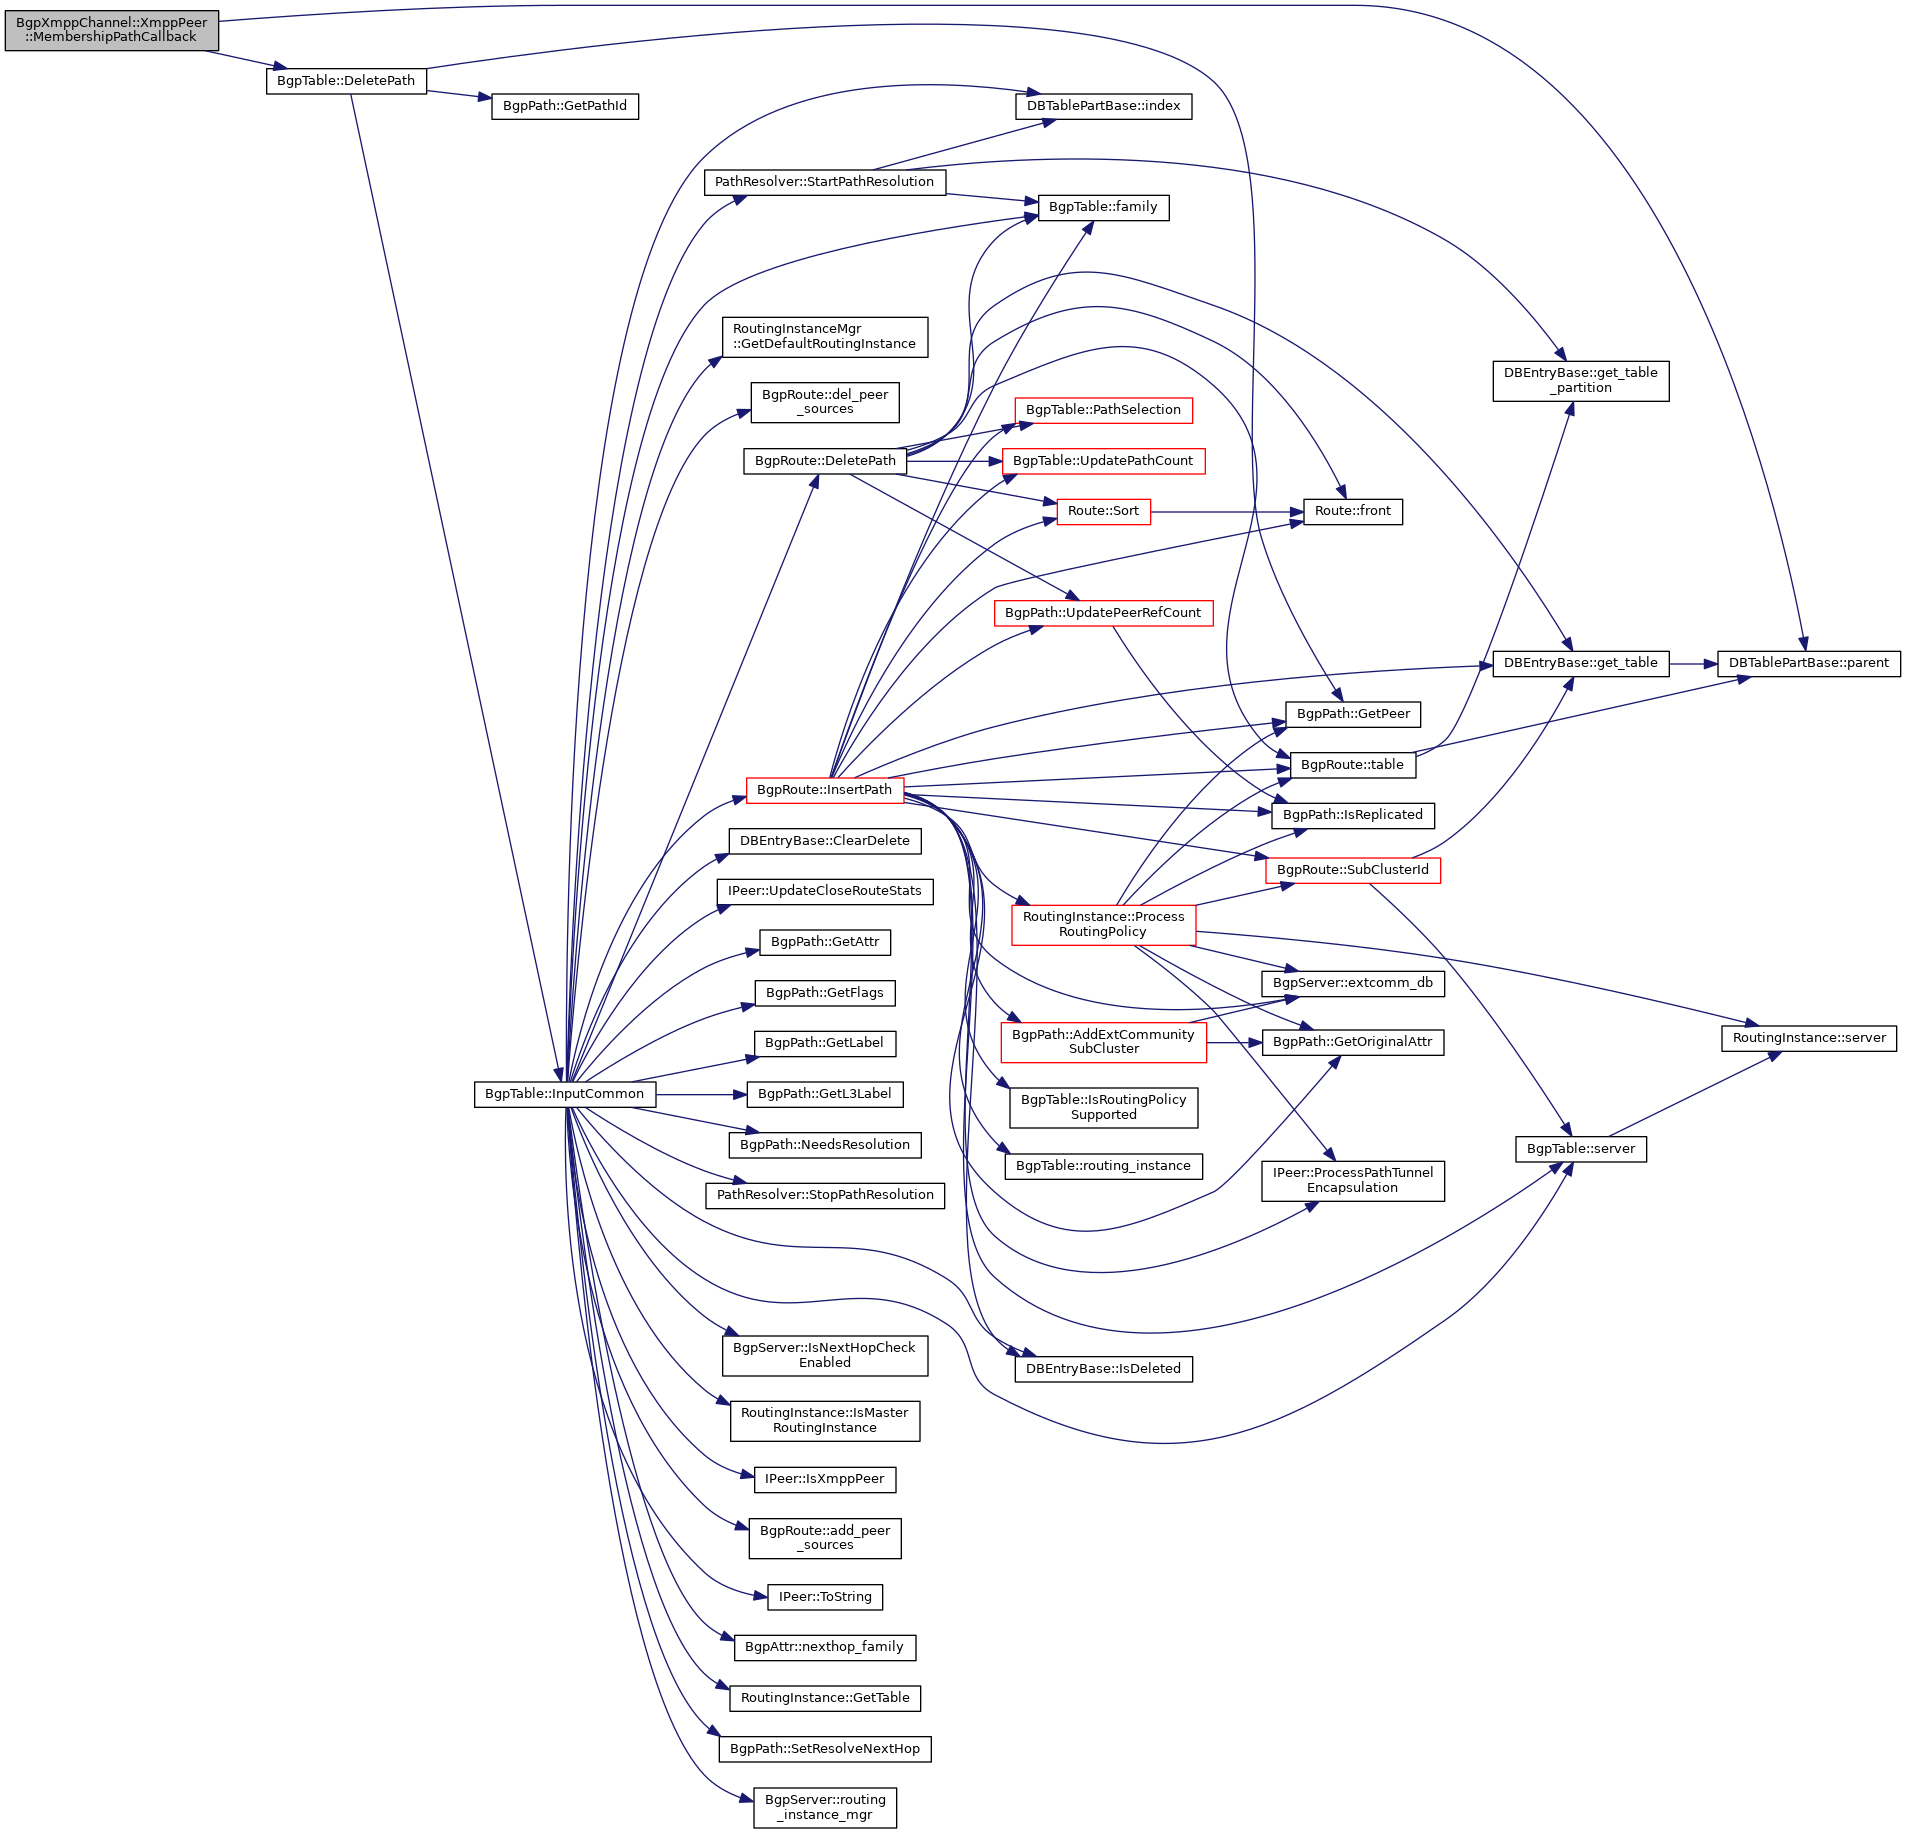 BgpXmppChannel::XmppPeer
::MembershipPathCallback
BgpTable::DeletePath
BgpPath::GetPathId
DBTablePartBase::index
PathResolver::StartPathResolution
BgpTable::family
RoutingInstanceMgr
::GetDefaultRoutingInstance
DBEntryBase::get_table
_partition
BgpRoute::del_peer
_sources
BgpTable::PathSelection
BgpRoute::DeletePath
BgpTable::UpdatePathCount
Route::Sort
Route::front
BgpPath::UpdatePeerRefCount
DBEntryBase::get_table
DBTablePartBase::parent
BgpPath::GetPeer
BgpRoute::table
BgpRoute::InsertPath
BgpPath::IsReplicated
DBEntryBase::ClearDelete
BgpRoute::SubClusterId
IPeer::UpdateCloseRouteStats
RoutingInstance::Process
RoutingPolicy
BgpPath::GetAttr
BgpServer::extcomm_db
BgpPath::GetFlags
BgpPath::AddExtCommunity
SubCluster
BgpPath::GetOriginalAttr
RoutingInstance::server
BgpPath::GetLabel
BgpTable::InputCommon
BgpPath::GetL3Label
BgpTable::IsRoutingPolicy
Supported
BgpPath::NeedsResolution
BgpTable::server
BgpTable::routing_instance
IPeer::ProcessPathTunnel
Encapsulation
PathResolver::StopPathResolution
BgpServer::IsNextHopCheck
Enabled
DBEntryBase::IsDeleted
RoutingInstance::IsMaster
RoutingInstance
IPeer::IsXmppPeer
BgpRoute::add_peer
_sources
IPeer::ToString
BgpAttr::nexthop_family
RoutingInstance::GetTable
BgpPath::SetResolveNextHop
BgpServer::routing
_instance_mgr